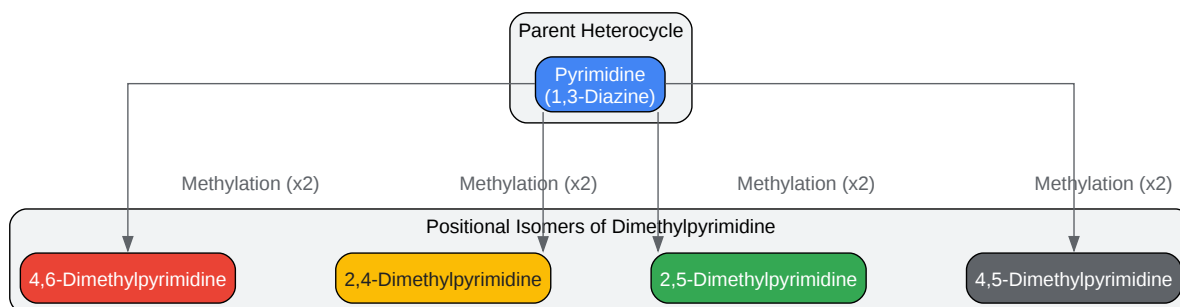 Parent Heterocycle
Pyrimidine
(1,3-Diazine)
Methylation (x2)
Methylation (x2)
Methylation (x2)
Methylation (x2)
Positional Isomers of Dimethylpyrimidine
4,6-Dimethylpyrimidine
2,4-Dimethylpyrimidine
2,5-Dimethylpyrimidine
4,5-Dimethylpyrimidine